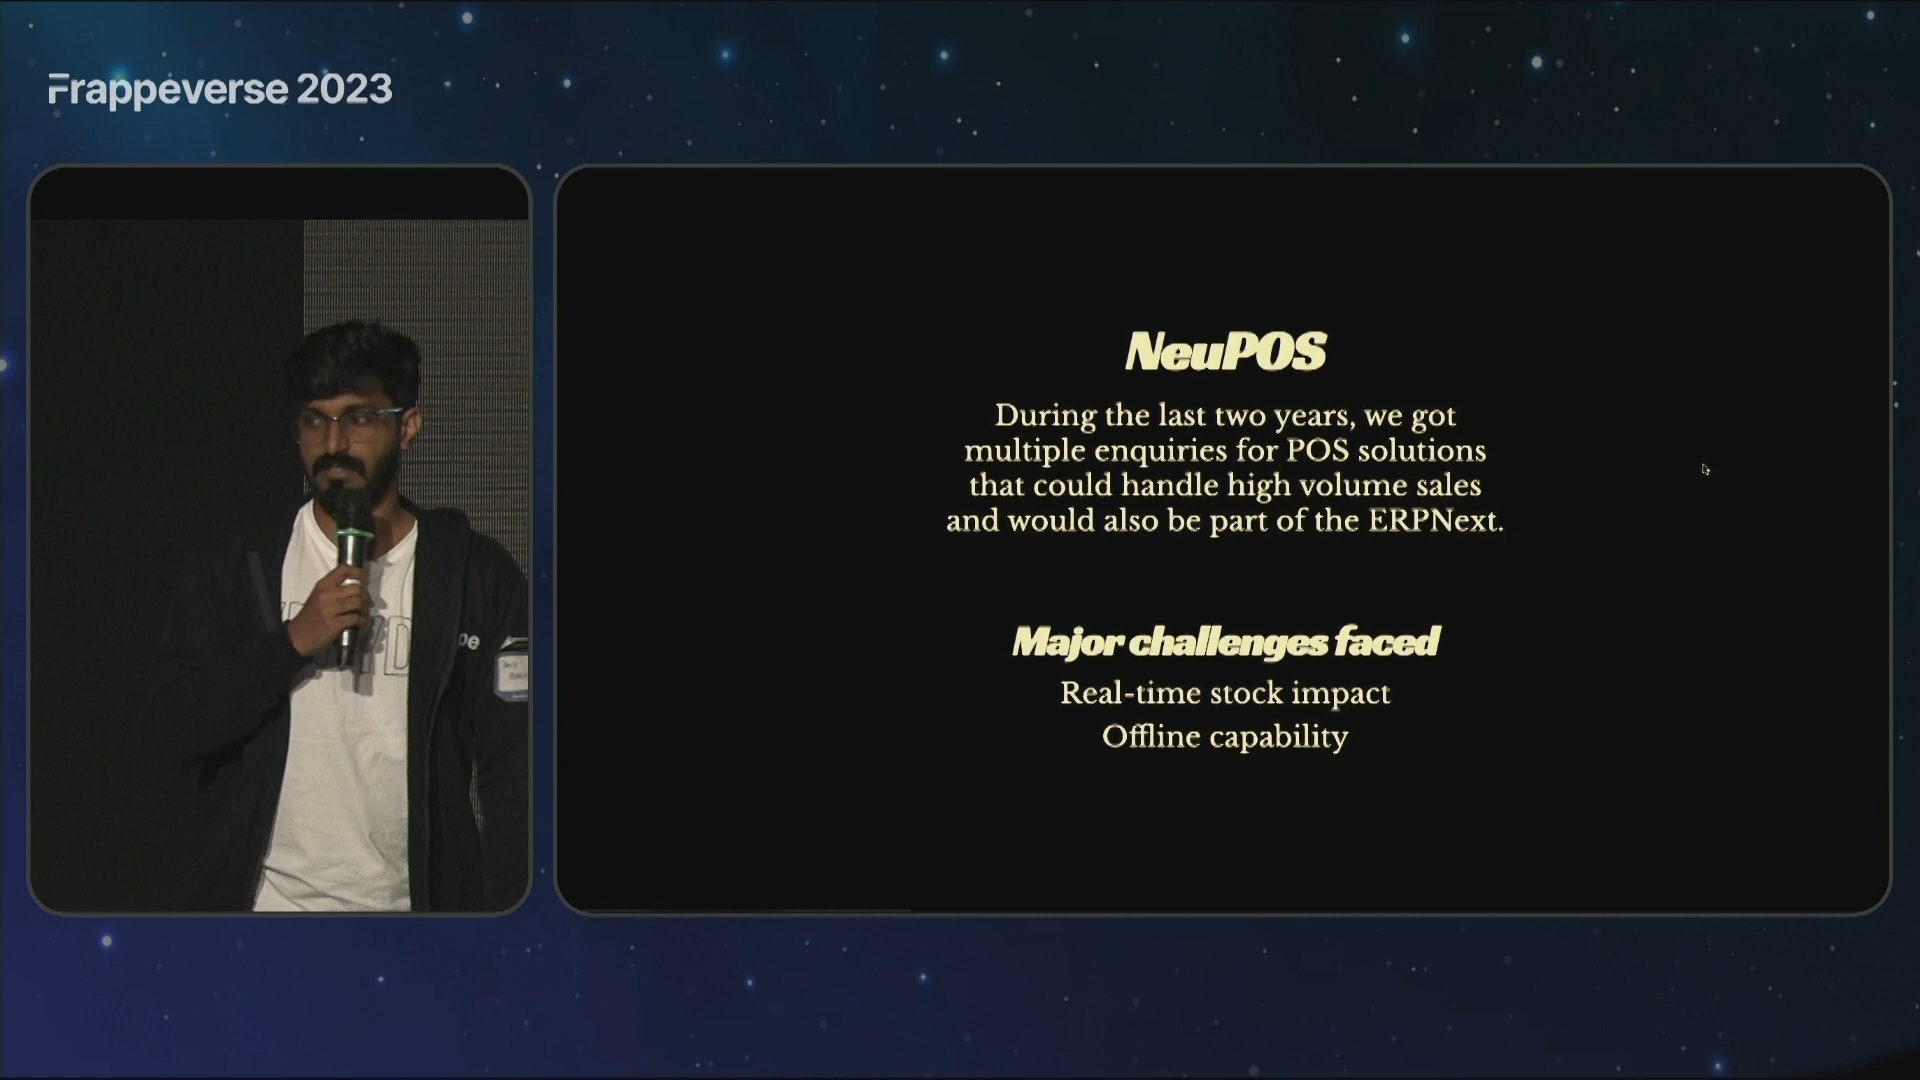 Frappeverse 2023
NeuPOS
During the last two years, we got
multiple enquiries for POS solutions
that could handle high volume sales
and would also be part of the ERPNext.
Major challenges faced
Real-time stock impact
Offline capability